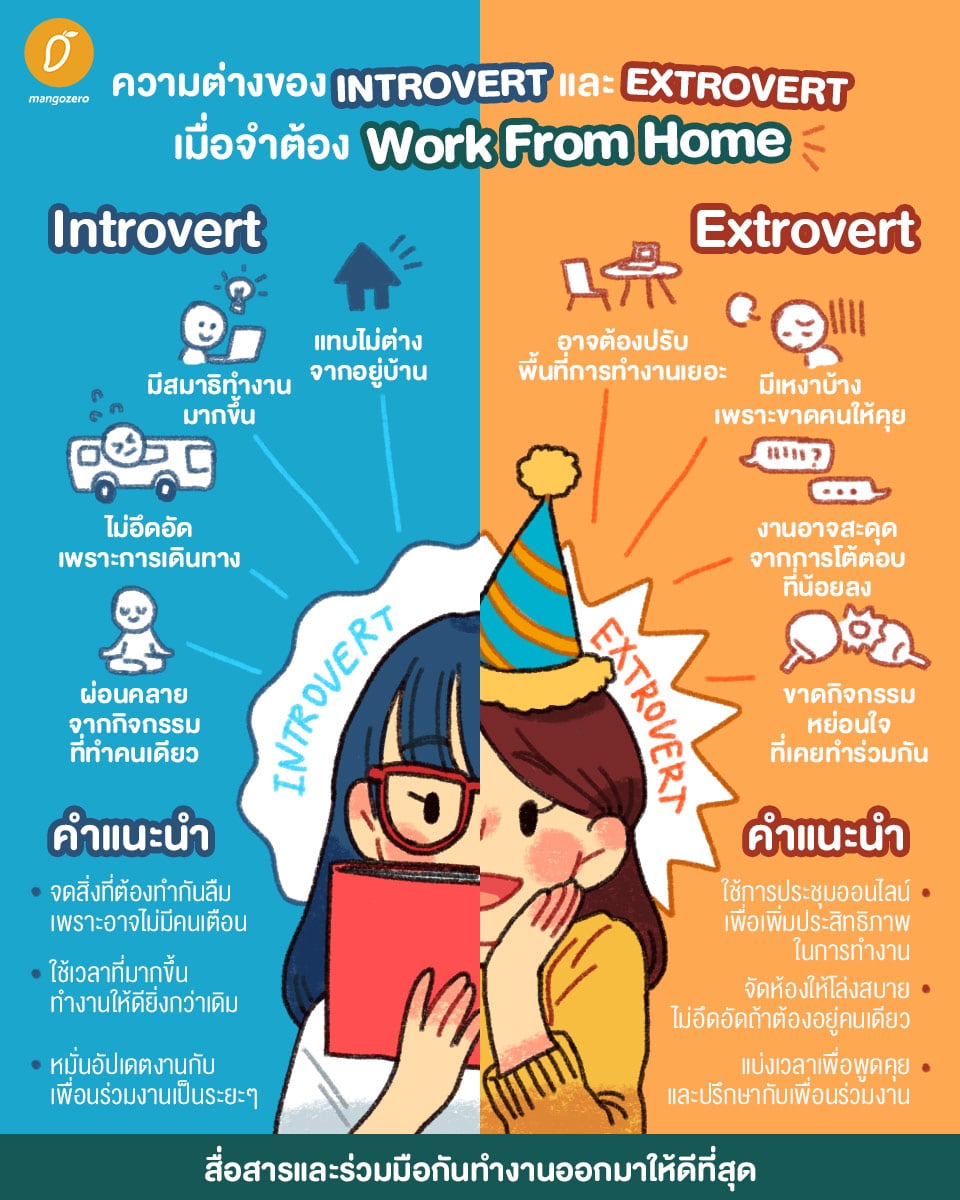 mangozero
ความต่างของ INTROVERT และ EXTROVERT
เมื่อจำต้อง Work From Home
Introvert
แทบไม่ต่าง
จากอยู่บ้าน
มีสมาธิทำงาน
มากขึ้น
ไม่อึดอัด
เพราะการเดินทาง
ผ่อนคลาย
จากกิจกรรม
ที่ทำคนเดียว
INTROVERT
คำแนะนำ
• จดสิ่งที่ต้องทำกันลืม
เพราะอาจไม่มีคนเตือน
• ใช้เวลาที่มากขึ้น
ทำงานให้ดียิ่งกว่าเดิม
• หมั่นอัปเดตงานกับ
เพื่อนร่วมงานเป็นระยะๆ
Extrovert
อาจต้องปรับ
พื้นที่การทำงานเยอะ
มีเหงาบ้าง
เพราะขาดคนให้คุย
?
...
งานอาจสะดุด
จากการโต้ตอบ
ที่น้อยลง
ขาดกิจกรรม
หย่อนใจ
ที่เคยทำร่วมกัน
EXTROVERT
คำแนะนำ
ใช้การประชุมออนไลน์ •
เพื่อเพิ่มประสิทธิภาพ
ในการทำงาน
จัดห้องให้โล่งสบาย •
ไม่อึดอัดถ้าต้องอยู่คนเดียว
แบ่งเวลาเพื่อพูดคุย •
และปรึกษากับเพื่อนร่วมงาน
สื่อสารและร่วมมือกันทำงานออกมาให้ดีที่สุด